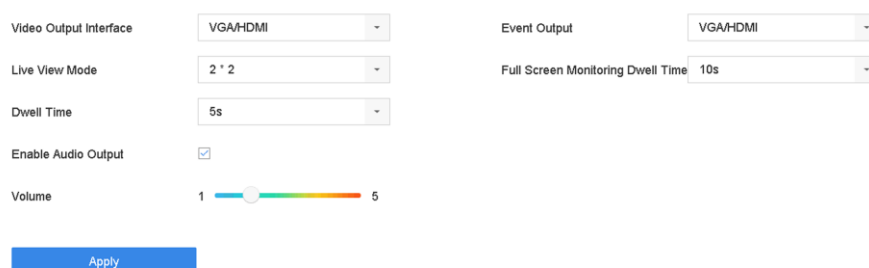 Video Output Interface VGA/HDMI Event Output VGA/HDMI
Live View Mode 2 * 2 Full Screen Monitoring Dwell Time 10s
Dwell Time 5s
Enable Audio Output
Volume 1 5
Apply